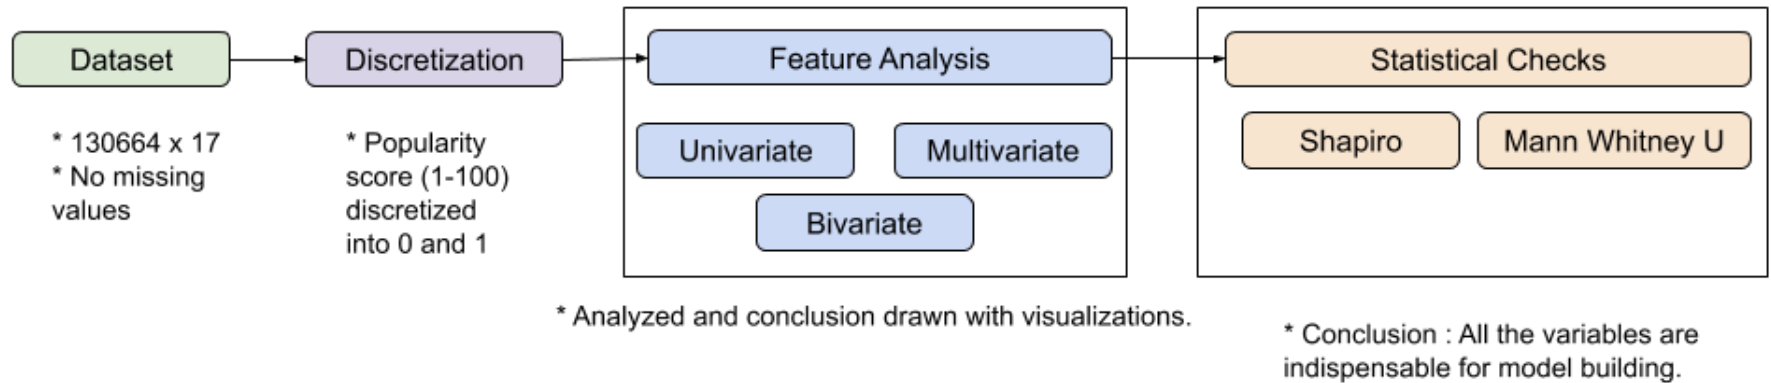 Dataset
Discretization
Feature Analysis
Statistical Checks
* 130664 x 17
* No missing
values
* Popularity
score (1-100)
discretized
into 0 and 1
Univariate
Multivariate
Bivariate
Shapiro
Mann Whitney U
* Analyzed and conclusion drawn with visualizations.
* Conclusion : All the variables are
indispensable for model building.